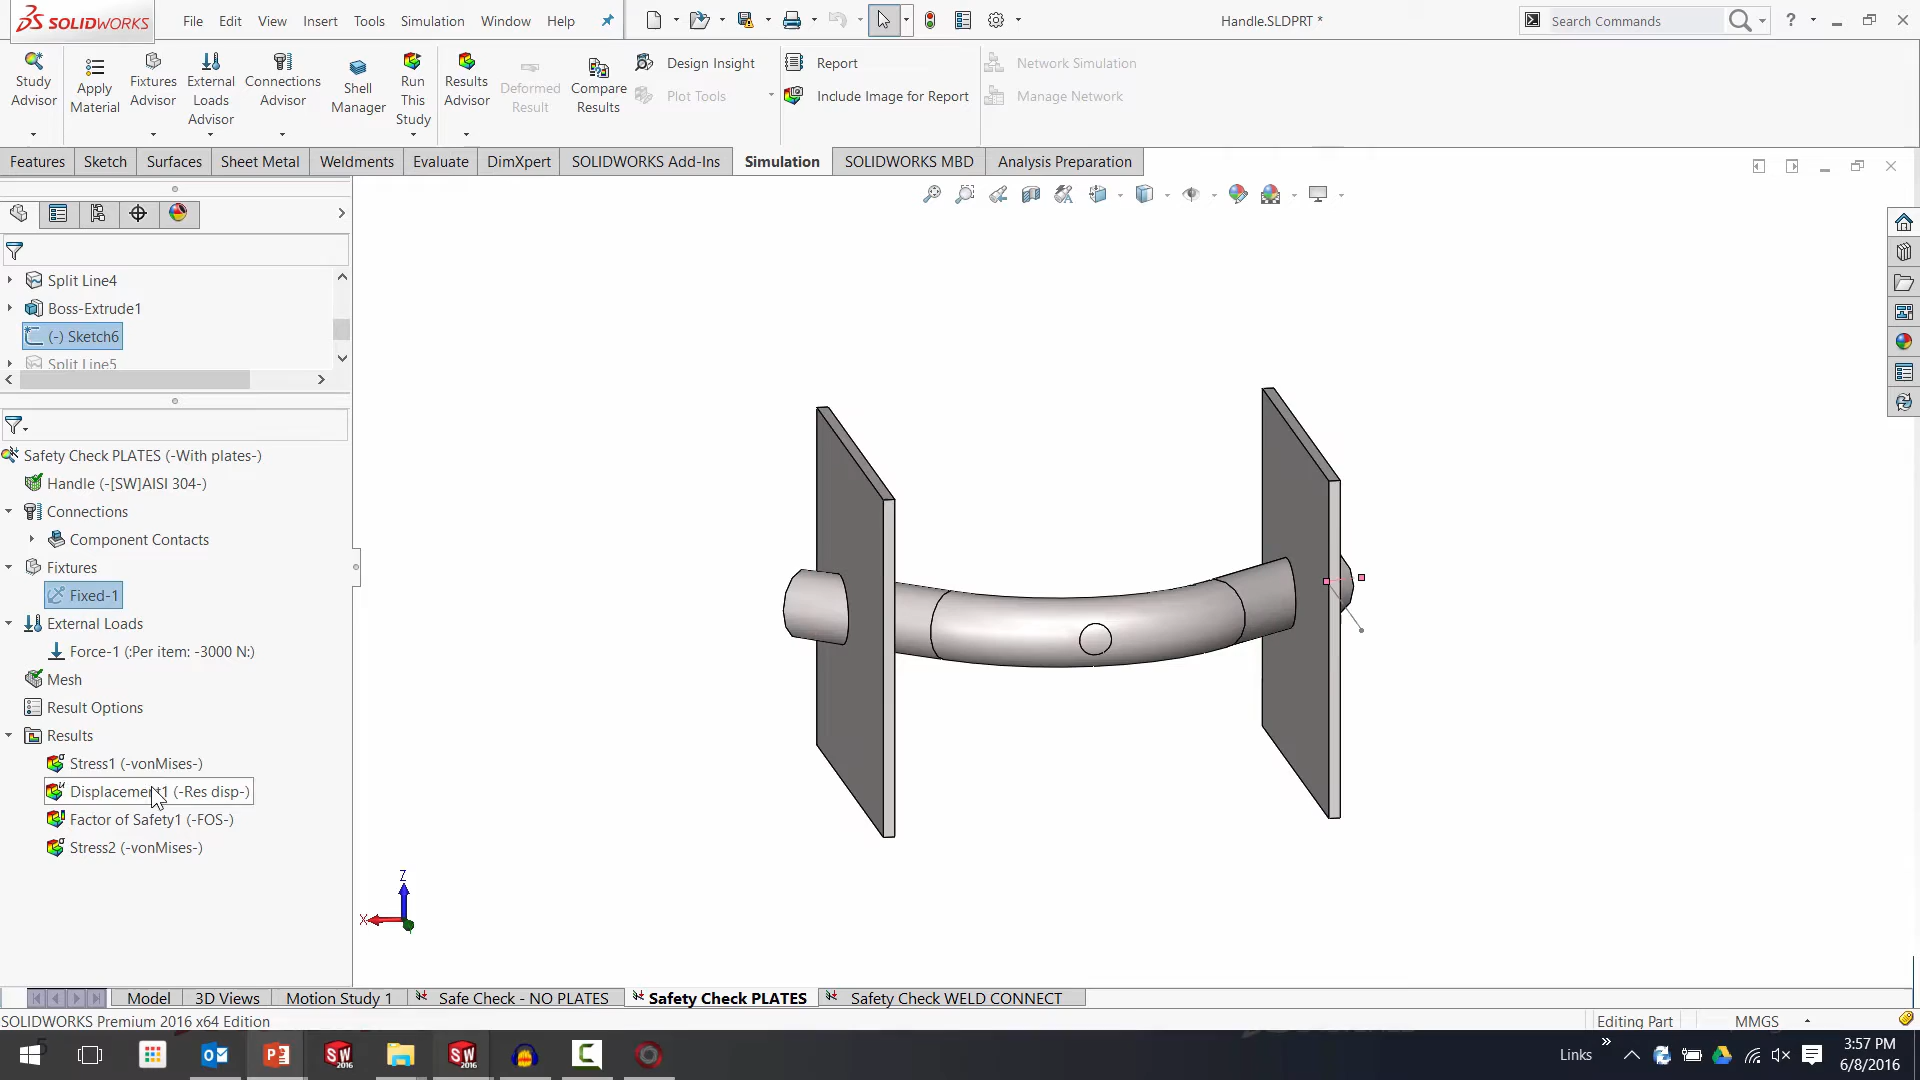 SOLIDWORKS
File Edit View Insert Tools Simulation Window Help
Handle.SLDPRT *
Search Commands
?
Study Advisor
Apply Material
Fixtures Advisor
External Loads Advisor
Connections Advisor
Shell Manager
Run This Study
Results Advisor
Deformed Result
Compare Results
Design Insight
Plot Tools
Report
Include Image for Report
Network Simulation
Manage Network
Features Sketch Surfaces Sheet Metal Weldments Evaluate DimXpert SOLIDWORKS Add-Ins Simulation SOLIDWORKS MBD Analysis Preparation
Split Line4
Boss-Extrude1
(-) Sketch6
Split Line5
Safety Check PLATES (-With plates-)
Handle (-[SW]AISI 304-)
Connections
Component Contacts
Fixtures
Fixed-1
External Loads
Force-1 (:Per item: -3000 N:)
Mesh
Result Options
Results
Stress1 (-vonMises-)
Displacement1 (-Res disp-)
Factor of Safety1 (-FOS-)
Stress2 (-vonMises-)
Z
X
Model 3D Views Motion Study 1 Safe Check - NO PLATES Safety Check PLATES Safety Check WELD CONNECT
SOLIDWORKS Premium 2016 x64 Edition
Editing Part
MMGS
Links
3:57 PM
6/8/2016